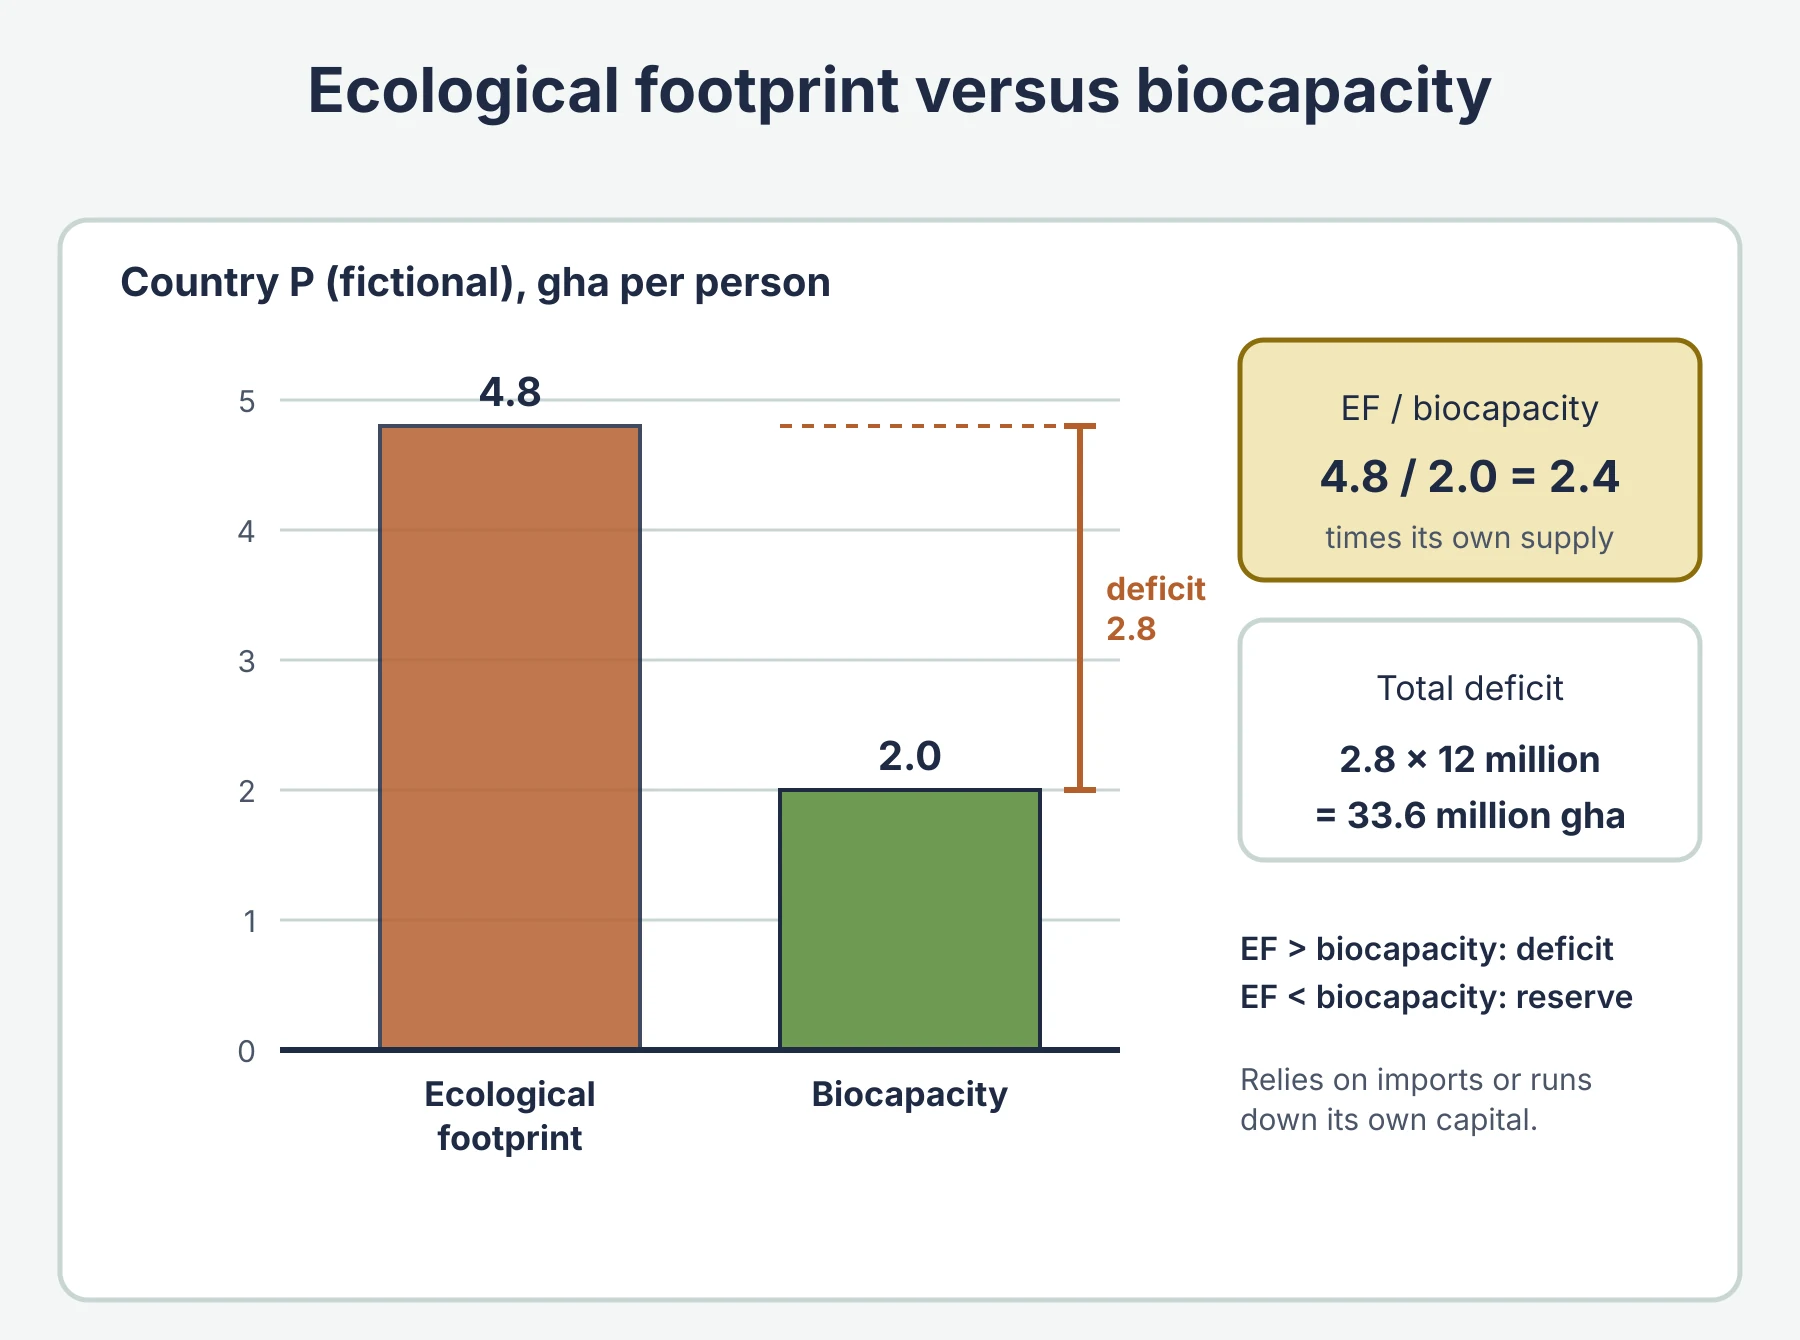 Ecological footprint versus biocapacity
Country P (fictional), gha per person
5
4
3
2
1
0
4.8
2.0
deficit
2.8
Ecological
footprint
Biocapacity
EF / biocapacity
4.8 / 2.0 = 2.4
times its own supply
Total deficit
2.8 × 12 million
= 33.6 million gha
EF > biocapacity: deficit
EF < biocapacity: reserve
Relies on imports or runs
down its own capital.